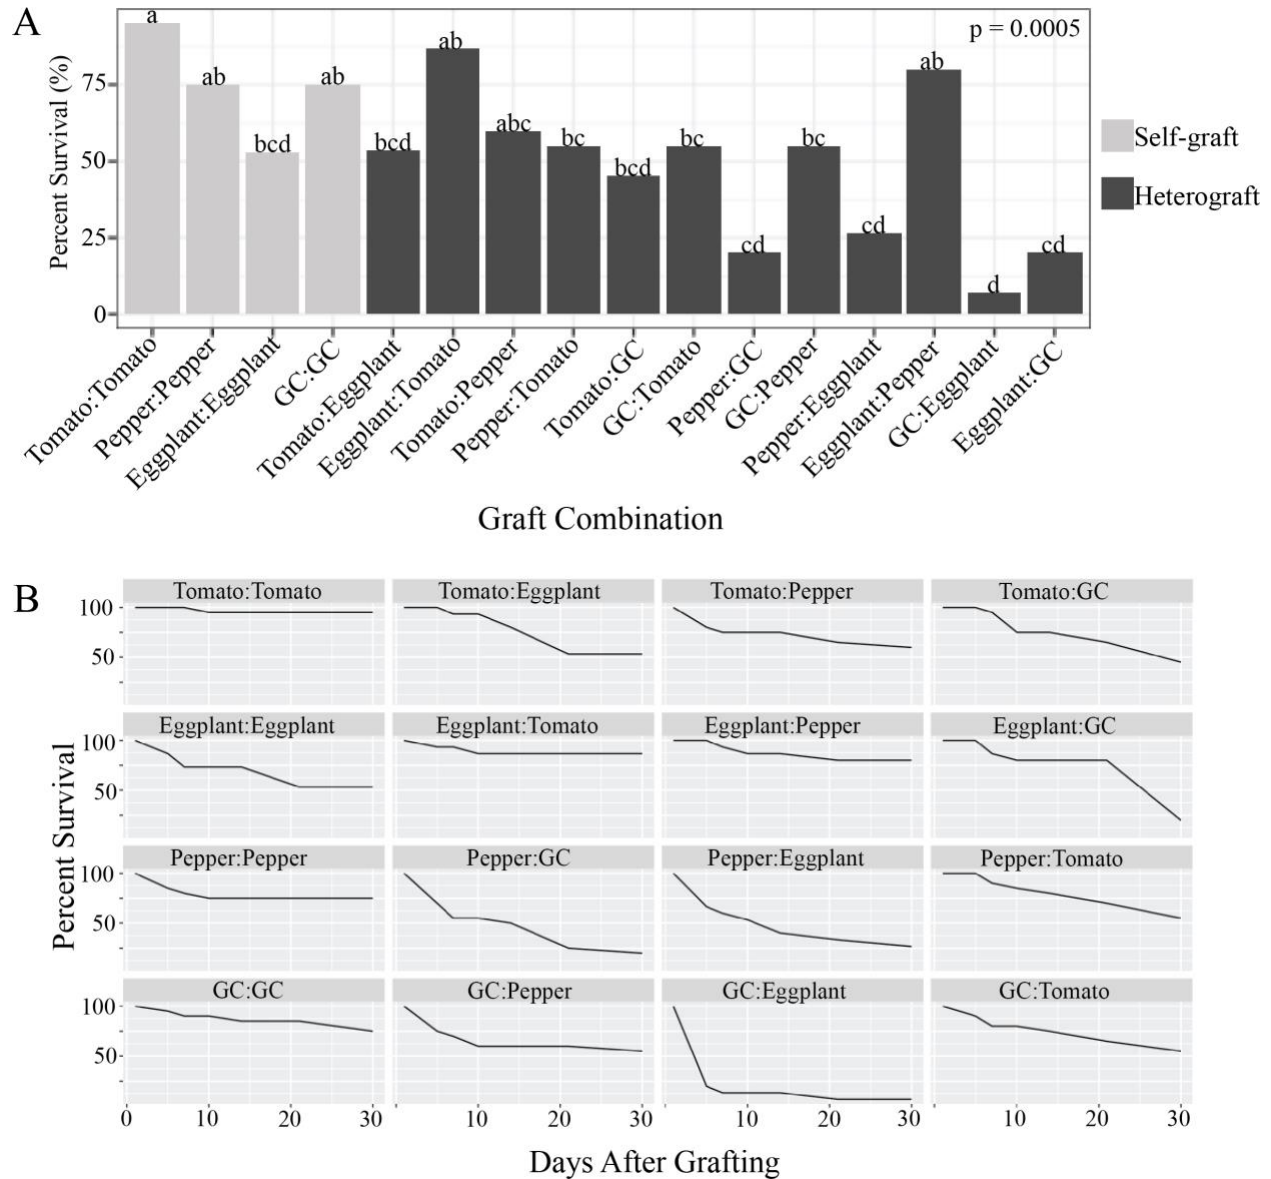 A
Percent Survival (%)
p = 0.0005
75
50
25
0
a
ab
bcd
ab
bcd
ab
abc
bc
bcd
bc
cd
bc
cd
ab
d
cd
Self-graft
Heterograft
Tomato:Tomato
Pepper:Pepper
Eggplant:Eggplant
GC:GC
Tomato:Eggplant
Eggplant:Tomato
Tomato:Pepper
Pepper:Tomato
Tomato:GC
GC:Tomato
Pepper:GC
GC:Pepper
Pepper:Eggplant
Eggplant:Pepper
GC:Eggplant
Eggplant:GC
Graft Combination
B
Percent Survival
Tomato:Tomato Tomato:Eggplant Tomato:Pepper Tomato:GC
100
50
Eggplant:Eggplant Eggplant:Tomato Eggplant:Pepper Eggplant:GC
100
50
Pepper:Pepper Pepper:GC Pepper:Eggplant Pepper:Tomato
100
50
GC:GC GC:Pepper GC:Eggplant GC:Tomato
100
50
0 10 20 30 10 20 30 10 20 30 10 20 30
Days After Grafting